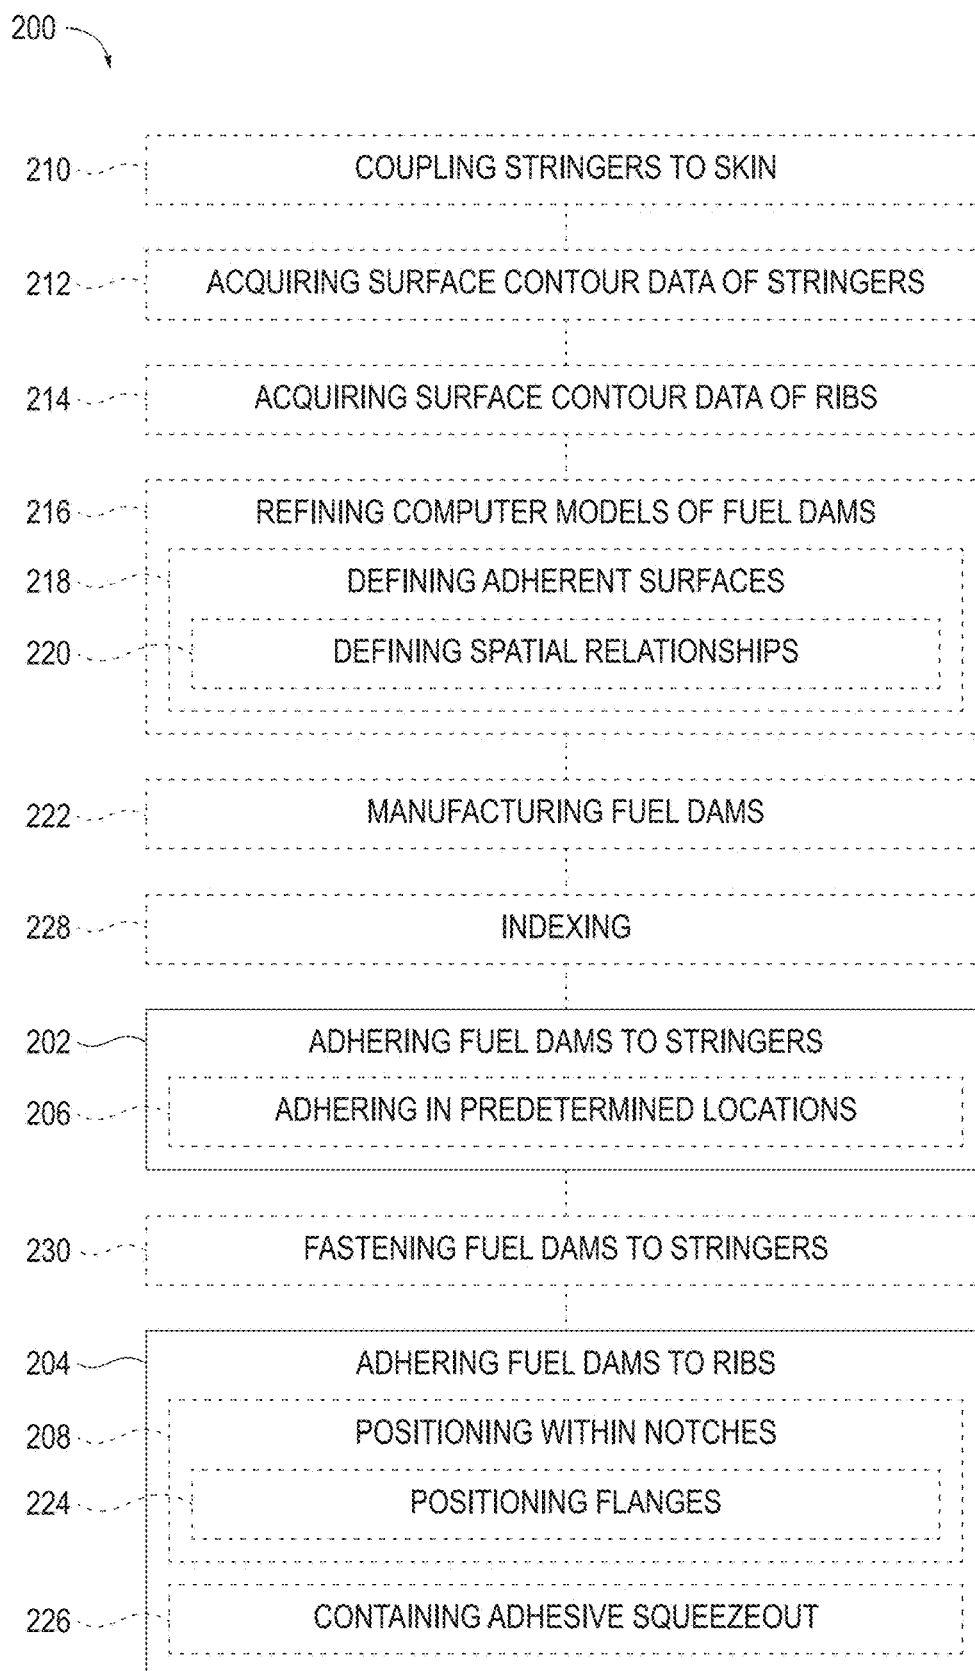 200
210 COUPLING STRINGERS TO SKIN
212 ACQUIRING SURFACE CONTOUR DATA OF STRINGERS
214 ACQUIRING SURFACE CONTOUR DATA OF RIBS
216 REFINING COMPUTER MODELS OF FUEL DAMS
218 DEFINING ADHERENT SURFACES
220 DEFINING SPATIAL RELATIONSHIPS
222 MANUFACTURING FUEL DAMS
228 INDEXING
202 ADHERING FUEL DAMS TO STRINGERS
206 ADHERING IN PREDETERMINED LOCATIONS
230 FASTENING FUEL DAMS TO STRINGERS
204 ADHERING FUEL DAMS TO RIBS
208 POSITIONING WITHIN NOTCHES
224 POSITIONING FLANGES
226 CONTAINING ADHESIVE SQUEEZEOUT